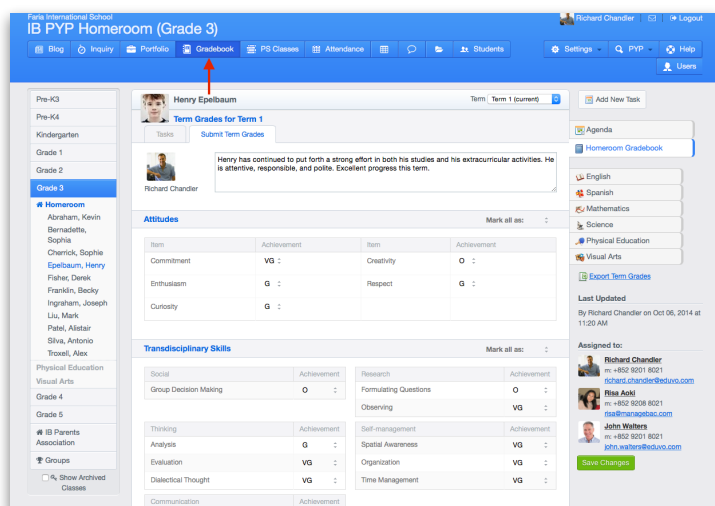 Faria International School
IB PYP Homeroom (Grade 3)
Richard Chandler
Logout
Blog
Inquiry
Portfolio
Gradebook
PS Classes
Attendance
Students
Settings
PYP
Help
Users
Pre-K3
Pre-K4
Kindergarten
Grade 1
Grade 2
Grade 3
Homeroom
Abraham, Kevin
Bernadette,
Sophia
Cherrick, Sophie
Epelbaum, Henry
Fisher, Derek
Franklin, Becky
Ingraham, Joseph
Liu, Mark
Patel, Alistair
Silva, Antonio
Troxell, Alex
Physical Education
Visual Arts
Grade 4
Grade 5
IB Parents
Association
Groups
Show Archived
Classes
Henry Epelbaum
Term Term 1 (current)
Term Grades for Term 1
Tasks
Submit Term Grades
Richard Chandler
Henry has continued to put forth a strong effort in both his studies and his extracurricular activities. He
is attentive, responsible, and polite. Excellent progress this term.
Attitudes
Mark all as:
Item Achievement Item Achievement
Commitment VG Creativity O
Enthusiasm G Respect G
Curiosity G
Transdisciplinary Skills
Mark all as:
Social Achievement
Group Decision Making O
Research Achievement
Formulating Questions O
Observing VG
Thinking Achievement
Analysis G
Evaluation VG
Dialectical Thought VG
Self-management Achievement
Spatial Awareness VG
Organization VG
Time Management VG
Communication Achievement
Add New Task
Agenda
Homeroom Gradebook
English
Spanish
Mathematics
Science
Physical Education
Visual Arts
Export Term Grades
Last Updated
By Richard Chandler on Oct 06, 2014 at
11:20 AM
Assigned to:
Richard Chandler
m: +852 9201 8021
richard.chandler@eduvo.com
Risa Aoki
m: +852 9208 8021
risa@managebac.com
John Walters
m: +852 9201 8021
john.walters@eduvo.com
Save Changes